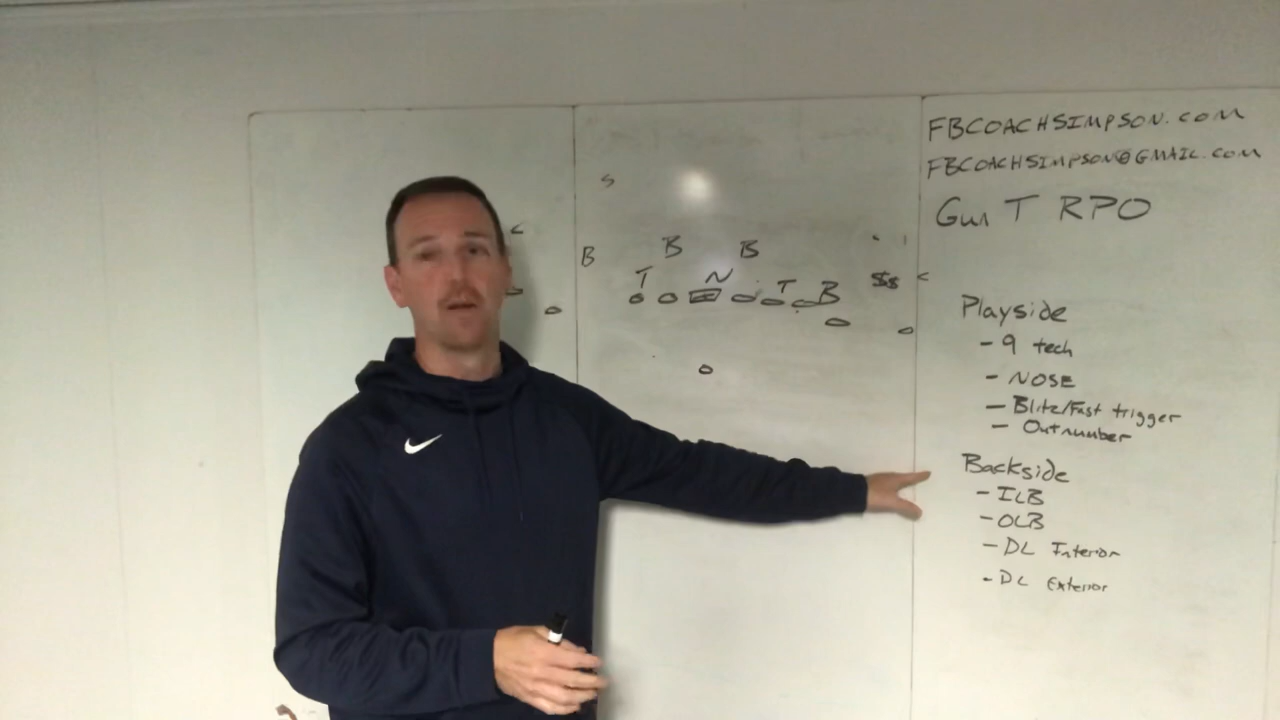 FBCOACHSIMPSON.COM
FBCOACHSIMPSON@GMAIL.COM
Gun T RPO
Playside
- 9 tech
- NOSE
- Blitz/Fast trigger
- Outnumber
Backside
- ILB
- OLB
- DL Interior
- DL Exterior
S
C
B B B
T N T B
$s C